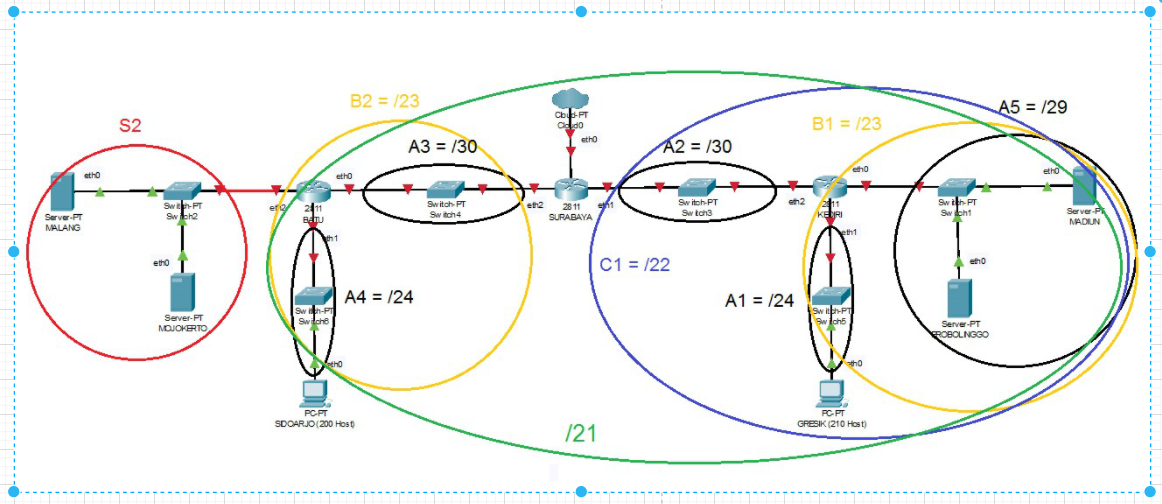 A5 = /29
B2 = /23
B1 = /23
S2
Cloud-PT
Cloud0
eth0
A3 = /30
A2 = /30
eth0
eth0
eth0
eth0
Switch-PT
Switch2
eth2
2811
BATU
Switch-PT
Switch4
eth2
2811
SURABAYA
eth1
Switch-PT
Switch3
eth2
2811
KEDIRI
Switch-PT
Switch1
Server-PT
MALANG
Server-PT
MADIUN
eth1
eth1
eth0
C1 = /22
eth0
A4 = /24
A1 = /24
Switch-PT
Switch6
Switch-PT
Switch5
Server-PT
MOJOKERTO
Server-PT
PROBOLINGGO
eth0
eth0
PC-PT
SIDOARJO (200 Host)
PC-PT
GRESIK (210 Host)
/21